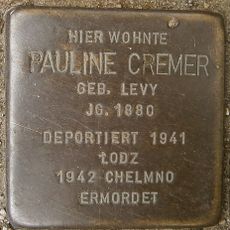 HIER WOHNTE
PAULINE CREMER
GEB. LEVY
JG. 1880
DEPORTIERT 1941
ŁODZ
1942 CHELMNO
ERMORDET